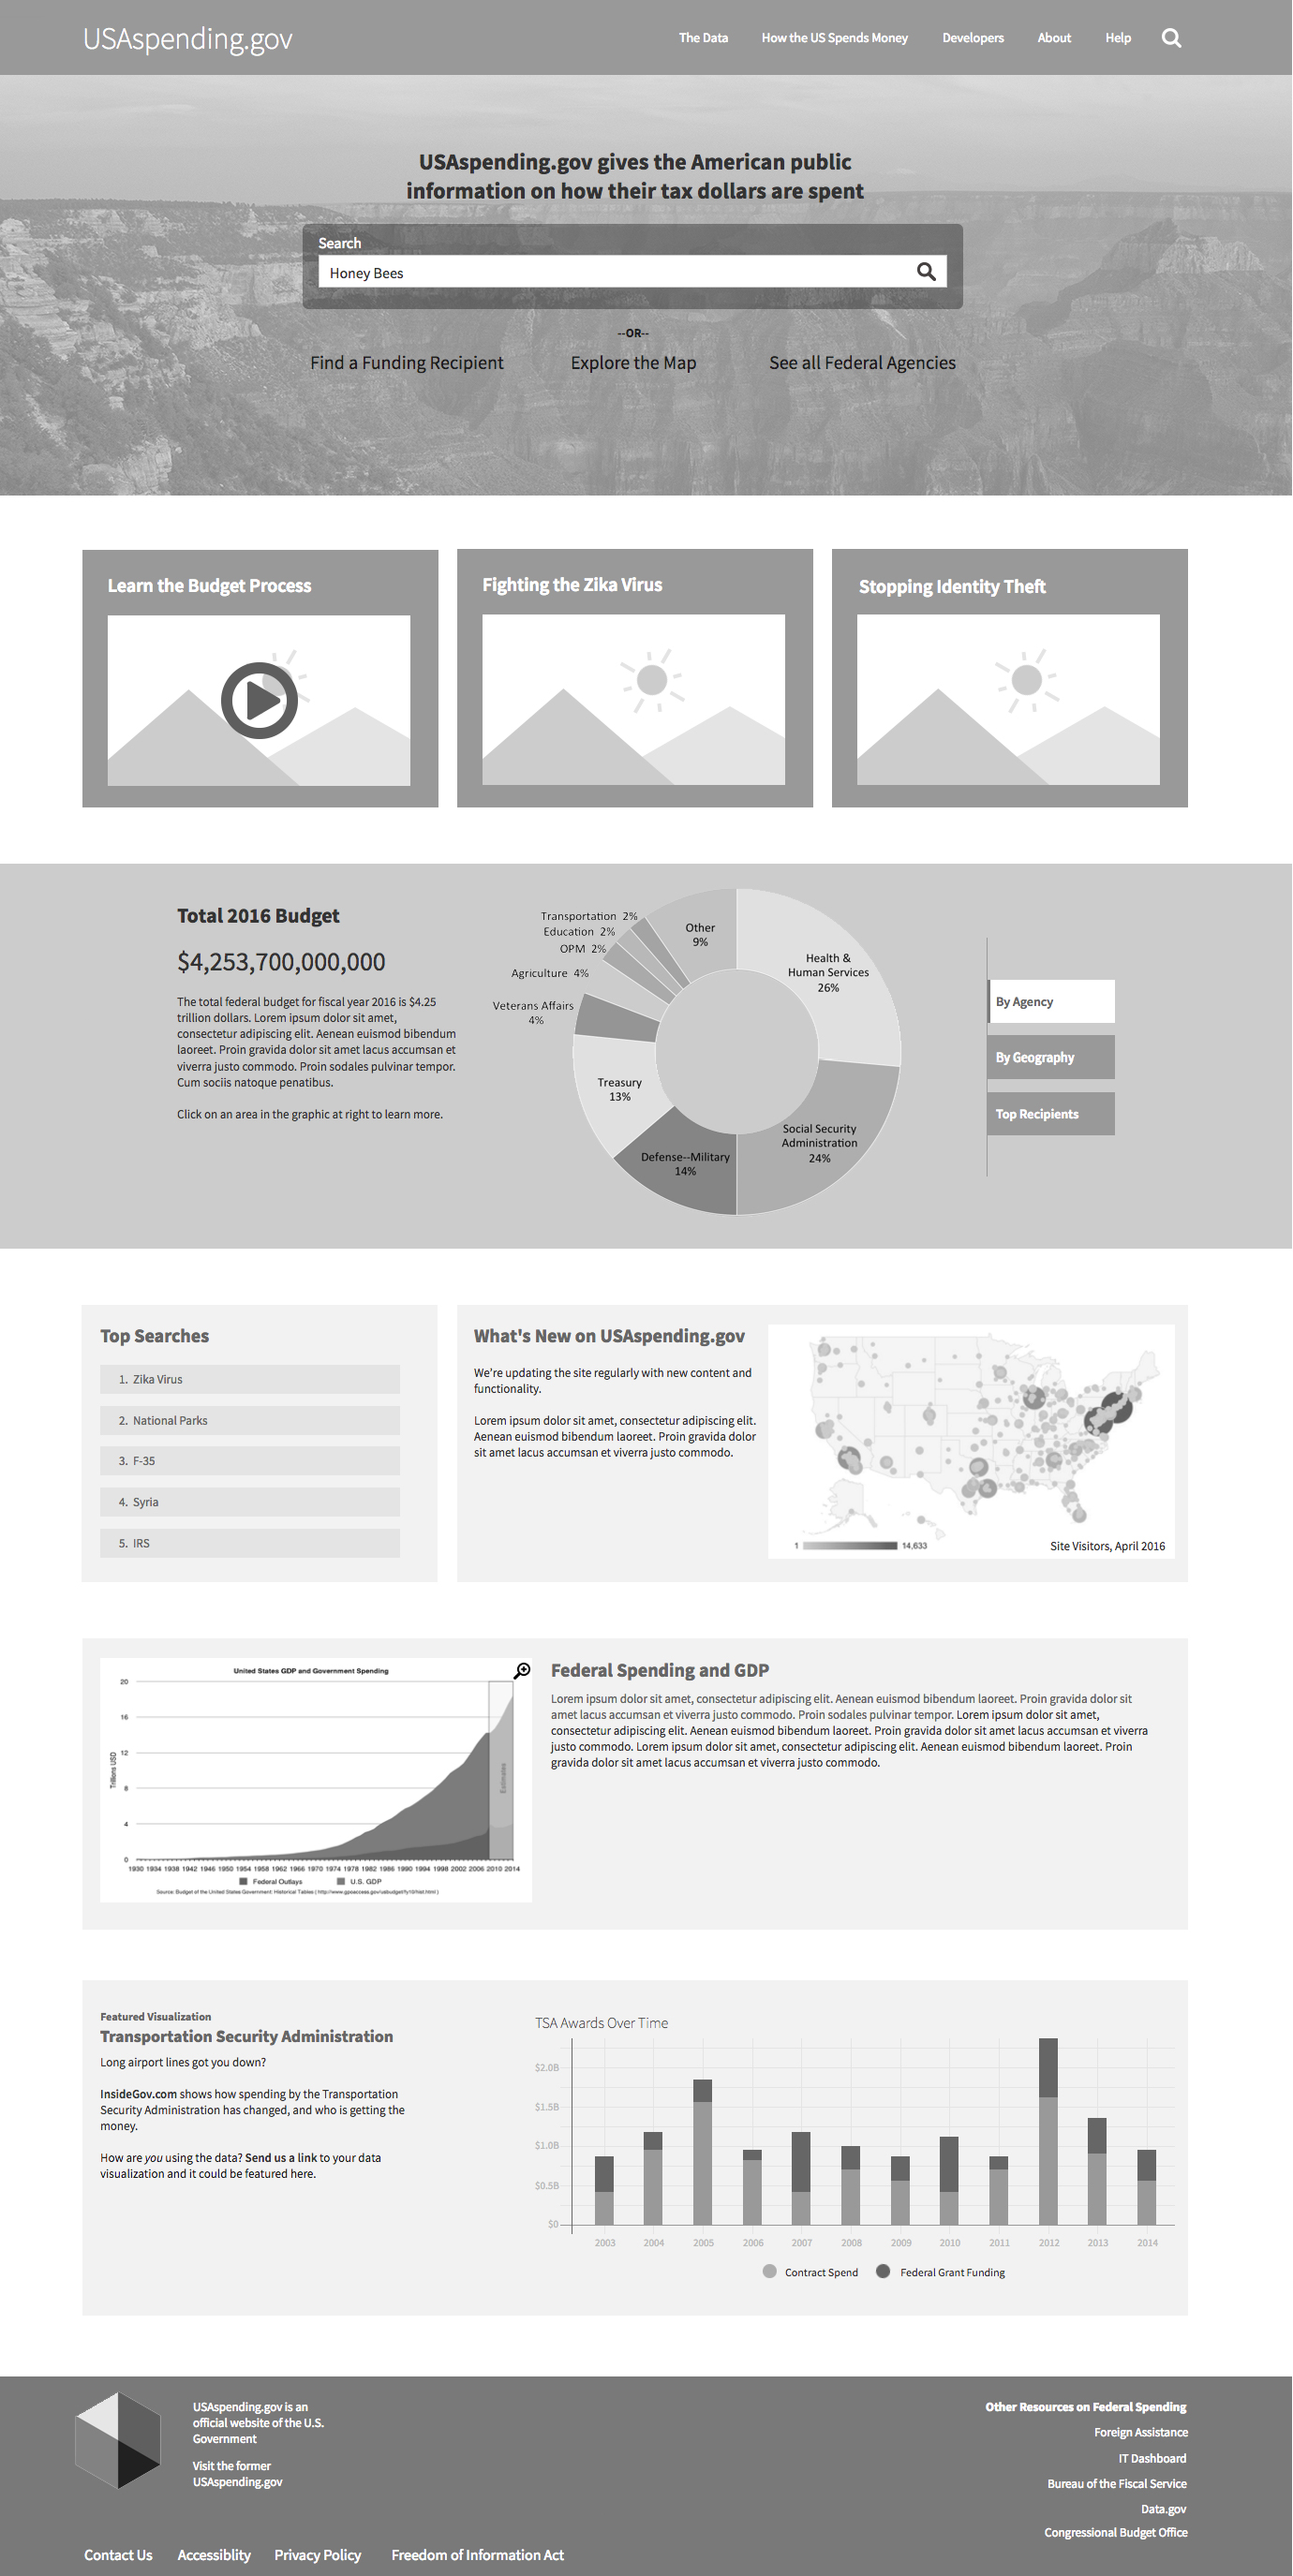 USAspending.gov
The Data
How the US Spends Money
Developers
About
Help
USAspending.gov gives the American public
information on how their tax dollars are spent
Search
Honey Bees
--OR--
Find a Funding Recipient
Explore the Map
See all Federal Agencies
Learn the Budget Process
Fighting the Zika Virus
Stopping Identity Theft
Total 2016 Budget
$4,253,700,000,000
The total federal budget for fiscal year 2016 is $4.25
trillion dollars. Lorem ipsum dolor sit amet,
consectetur adipiscing elit. Aenean euismod bibendum
laoreet. Proin gravida dolor sit amet lacus accumsan et
viverra justo commodo. Proin sodales pulvinar tempor.
Cum sociis natoque penatibus.
Click on an area in the graphic at right to learn more.
Transportation 2%
Education 2%
OPM 2%
Agriculture 4%
Veterans Affairs
4%
Other
9%
Health &
Human Services
26%
Treasury
13%
Defense--Military
14%
Social Security
Administration
24%
By Agency
By Geography
Top Recipients
Top Searches
1. Zika Virus
2. National Parks
3. F-35
4. Syria
5. IRS
What's New on USAspending.gov
We're updating the site regularly with new content and
functionality.
Lorem ipsum dolor sit amet, consectetur adipiscing elit.
Aenean euismod bibendum laoreet. Proin gravida dolor
sit amet lacus accumsan et viverra justo commodo.
1
14,633
Site Visitors, April 2016
United States GDP and Government Spending
Trillions USD
20
16
12
8
4
0
Estimates
1930 1934 1938 1942 1946 1950 1954 1958 1962 1966 1970 1974 1978 1982 1986 1990 1994 1998 2002 2006 2010 2014
Federal Outlays
U.S. GDP
Source: Budget of the United States Government: Historical Tables ( http://www.gpoaccess.gov/usbudget/fy10/hist.html )
Federal Spending and GDP
Lorem ipsum dolor sit amet, consectetur adipiscing elit. Aenean euismod bibendum laoreet. Proin gravida dolor sit
amet lacus accumsan et viverra justo commodo. Proin sodales pulvinar tempor. Lorem ipsum dolor sit amet,
consectetur adipiscing elit. Aenean euismod bibendum laoreet. Proin gravida dolor sit amet lacus accumsan et viverra
justo commodo. Lorem ipsum dolor sit amet, consectetur adipiscing elit. Aenean euismod bibendum laoreet. Proin
gravida dolor sit amet lacus accumsan et viverra justo commodo.
Featured Visualization
Transportation Security Administration
Long airport lines got you down?
InsideGov.com shows how spending by the Transportation
Security Administration has changed, and who is getting the
money.
How are you using the data? Send us a link to your data
visualization and it could be featured here.
TSA Awards Over Time
$2.0B
$1.5B
$1.0B
$0.5B
$0
2003 2004 2005 2006 2007 2008 2009 2010 2011 2012 2013 2014
Contract Spend
Federal Grant Funding
USAspending.gov is an
official website of the U.S.
Government
Visit the former
USAspending.gov
Other Resources on Federal Spending
Foreign Assistance
IT Dashboard
Bureau of the Fiscal Service
Data.gov
Congressional Budget Office
Contact Us
Accessiblity
Privacy Policy
Freedom of Information Act